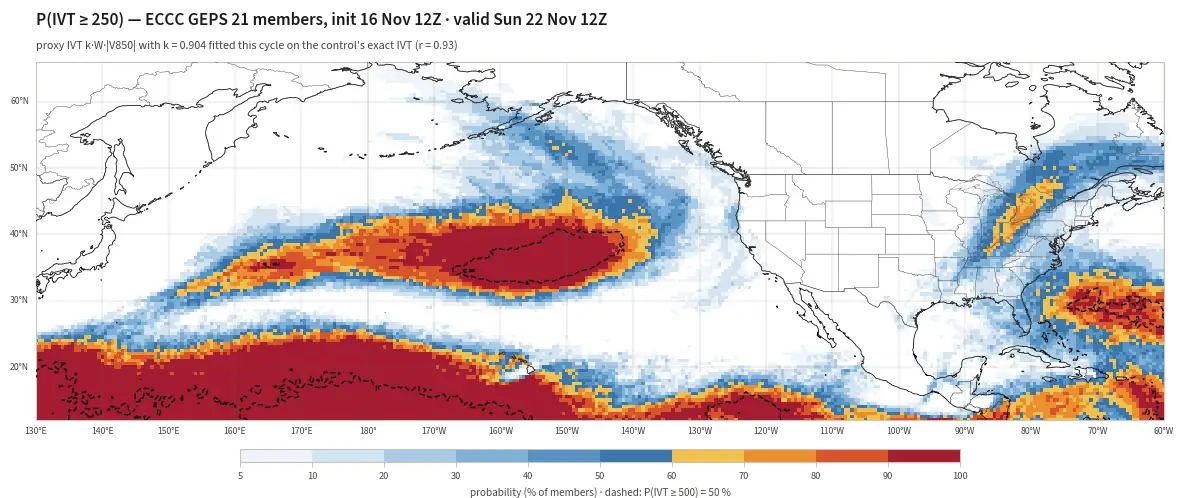 P(IVT ≥ 250) — ECCC GEPS 21 members, init 16 Nov 12Z · valid Sun 22 Nov 12Z
proxy IVT k·W·|V850| with k = 0.904 fitted this cycle on the control's exact IVT (r = 0.93)
60°N
50°N
40°N
30°N
20°N
130°E 140°E 150°E 160°E 170°E 180° 170°W 160°W 150°W 140°W 130°W 120°W 110°W 100°W 90°W 80°W 70°W 60°W
5 10 20 30 40 50 60 70 80 90 100
probability (% of members) · dashed: P(IVT ≥ 500) = 50 %